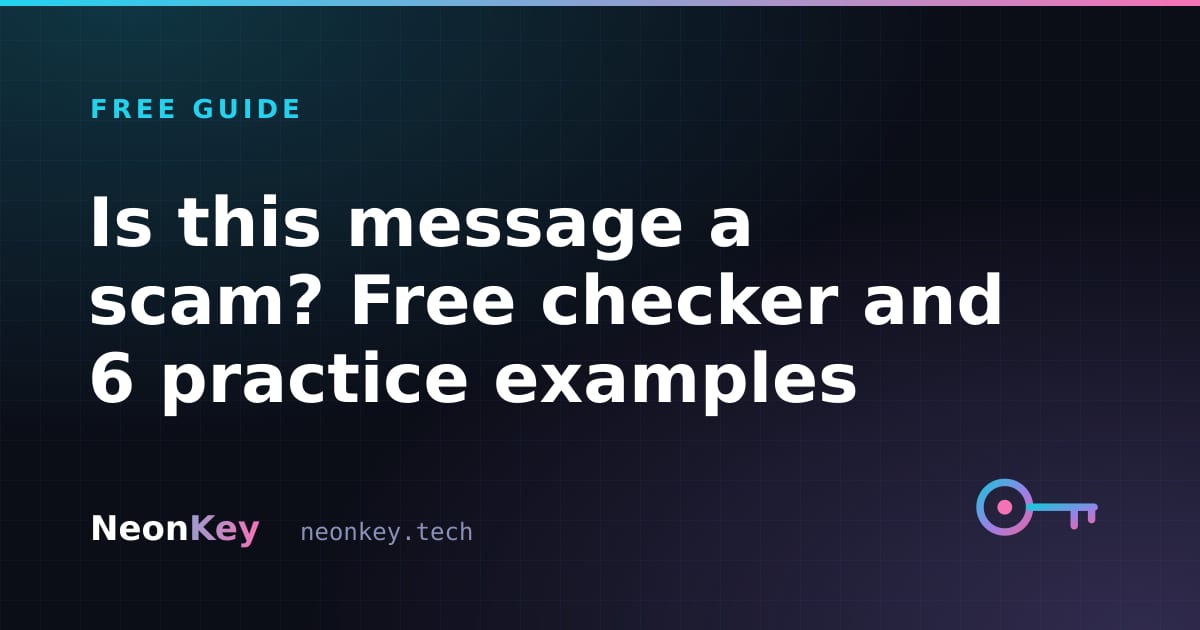 FREE GUIDE
Is this message a
scam? Free checker and
6 practice examples
NeonKey neonkey.tech